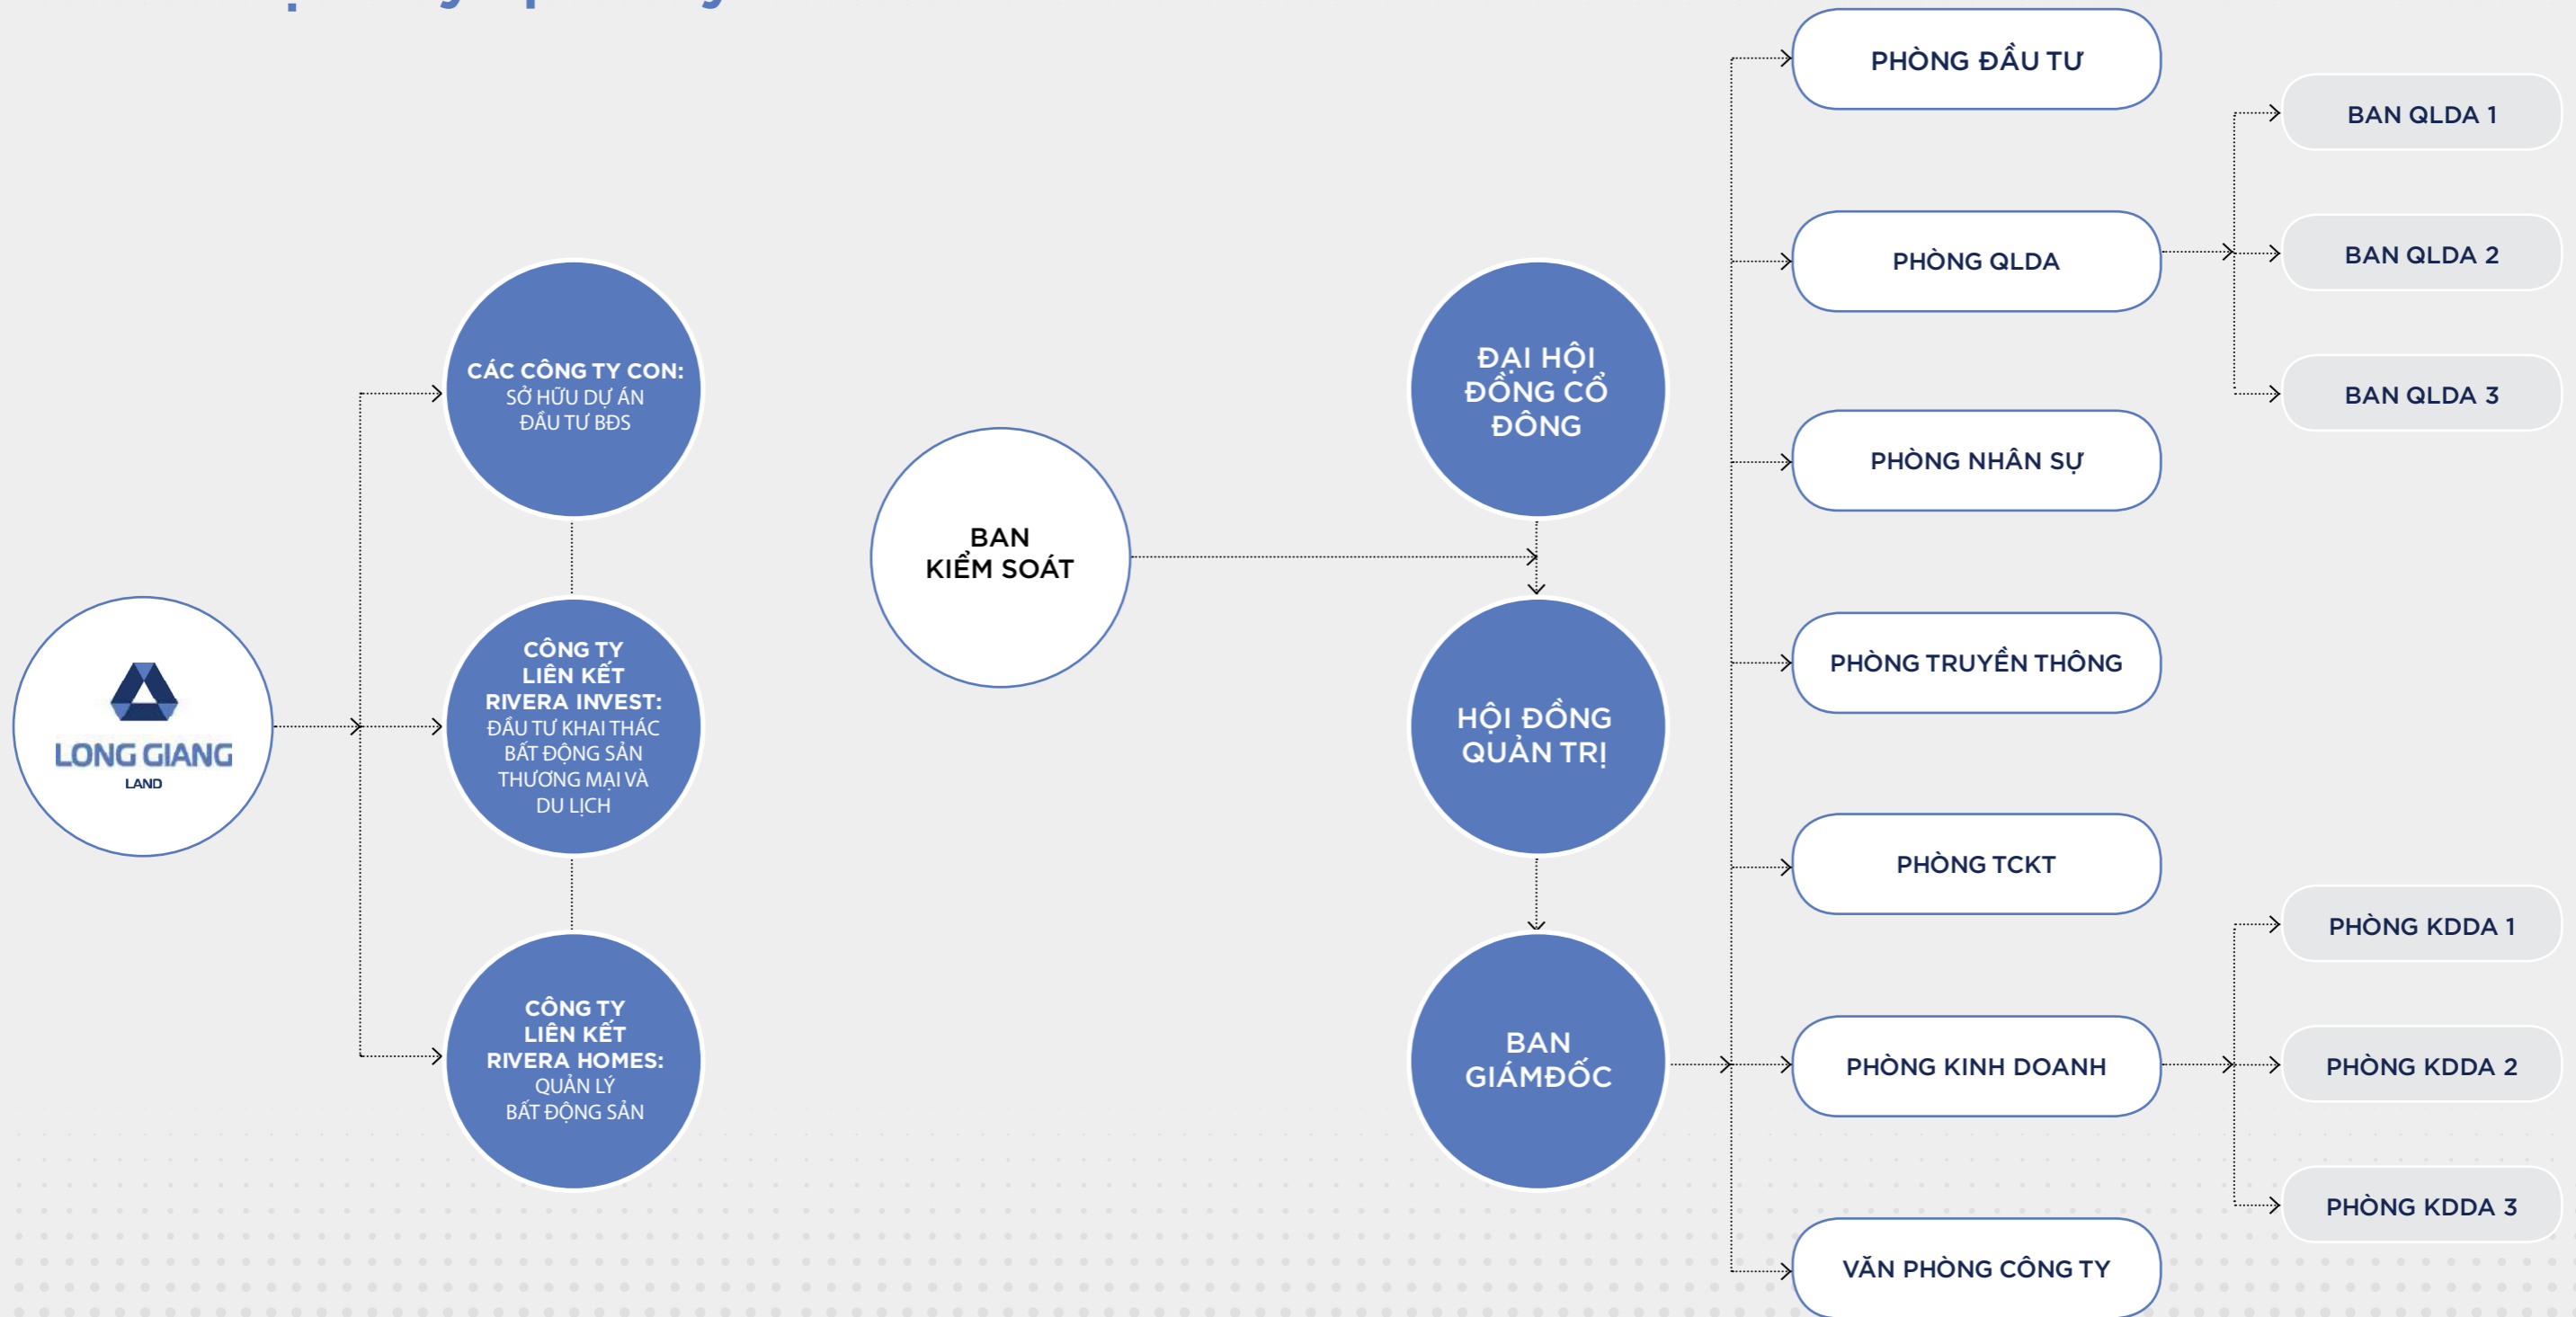 CÁC CÔNG TY CON:
SỞ HỮU DỰ ÁN
ĐẦU TƯ BĐS
CÔNG TY
LIÊN KẾT
RIVERA INVEST:
ĐẦU TƯ KHAI THÁC
BẤT ĐỘNG SẢN
THƯƠNG MẠI VÀ
DU LỊCH
LONG GIANG
LAND
CÔNG TY
LIÊN KẾT
RIVERA HOMES:
QUẢN LÝ
BẤT ĐỘNG SẢN
BAN
KIỂM SOÁT
ĐẠI HỘI
ĐỒNG CỔ
ĐÔNG
HỘI ĐỒNG
QUẢN TRỊ
BAN
GIÁMĐỐC
PHÒNG ĐẦU TƯ
PHÒNG QLDA
BAN QLDA 1
BAN QLDA 2
BAN QLDA 3
PHÒNG NHÂN SỰ
PHÒNG TRUYỀN THÔNG
PHÒNG TCKT
PHÒNG KINH DOANH
PHÒNG KDDA 1
PHÒNG KDDA 2
PHÒNG KDDA 3
VĂN PHÒNG CÔNG TY